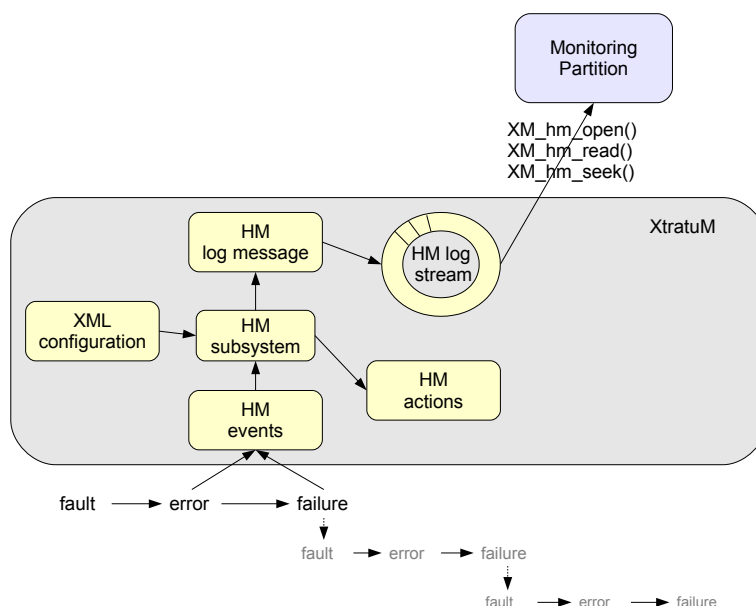 Monitoring
Partition
XM_hm_open()
XM_hm_read()
XM_hm_seek()
XtratuM
HM
log message
HM log
stream
XML
configuration
HM
subsystem
HM
actions
HM
events
fault error failure
fault error failure
fault error failure